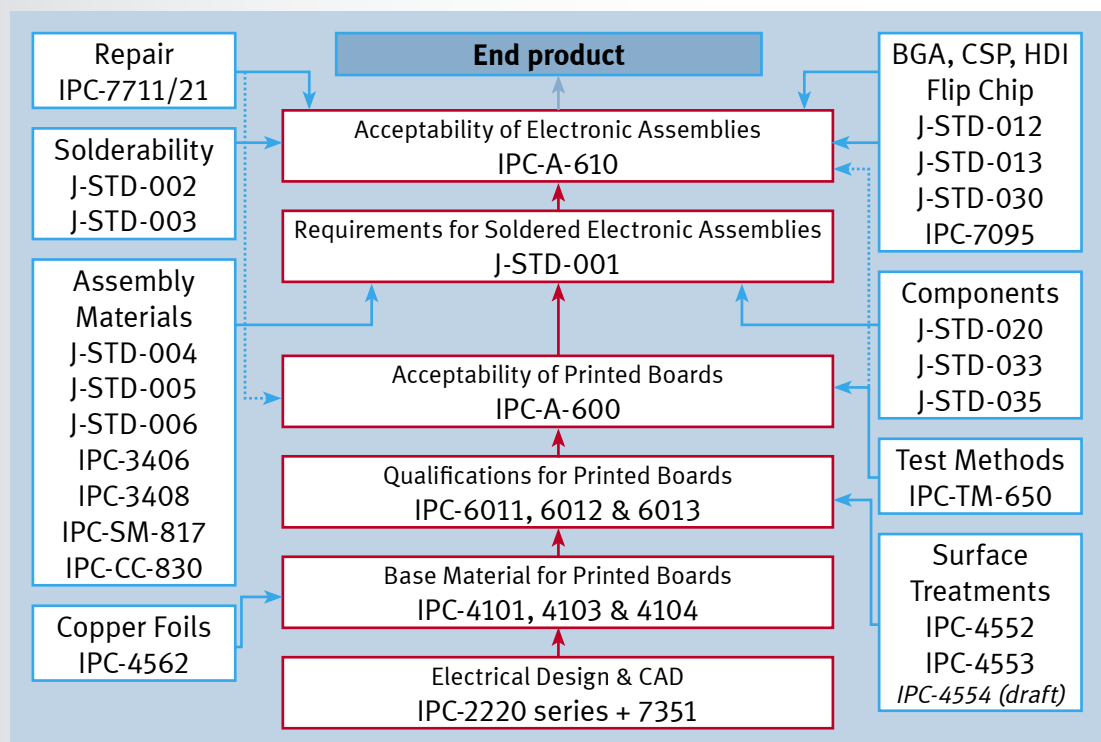 End product
Repair
IPC-7711/21
Solderability
J-STD-002
J-STD-003
Assembly
Materials
J-STD-004
J-STD-005
J-STD-006
IPC-3406
IPC-3408
IPC-SM-817
IPC-CC-830
Copper Foils
IPC-4562
Acceptability of Electronic Assemblies
IPC-A-610
Requirements for Soldered Electronic Assemblies
J-STD-001
Acceptability of Printed Boards
IPC-A-600
Qualifications for Printed Boards
IPC-6011, 6012 & 6013
Base Material for Printed Boards
IPC-4101, 4103 & 4104
Electrical Design & CAD
IPC-2220 series + 7351
BGA, CSP, HDI
Flip Chip
J-STD-012
J-STD-013
J-STD-030
IPC-7095
Components
J-STD-020
J-STD-033
J-STD-035
Test Methods
IPC-TM-650
Surface
Treatments
IPC-4552
IPC-4553
IPC-4554 (draft)